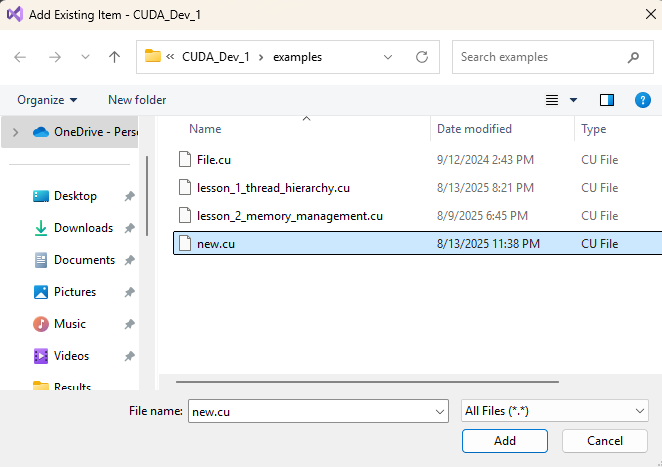 Add Existing Item - CUDA_Dev_1
« CUDA_Dev_1 > examples
Search examples
Organize
New folder
?
OneDrive - Perso
Name
Date modified
Type
File.cu
9/12/2024 2:43 PM
CU File
lesson_1_thread_hierarchy.cu
8/13/2025 8:21 PM
CU File
lesson_2_memory_management.cu
8/9/2025 6:45 PM
CU File
new.cu
8/13/2025 11:38 PM
CU File
Desktop
Downloads
Documents
Pictures
Music
Videos
Results
File name:
new.cu
All Files (*.*)
Add
Cancel